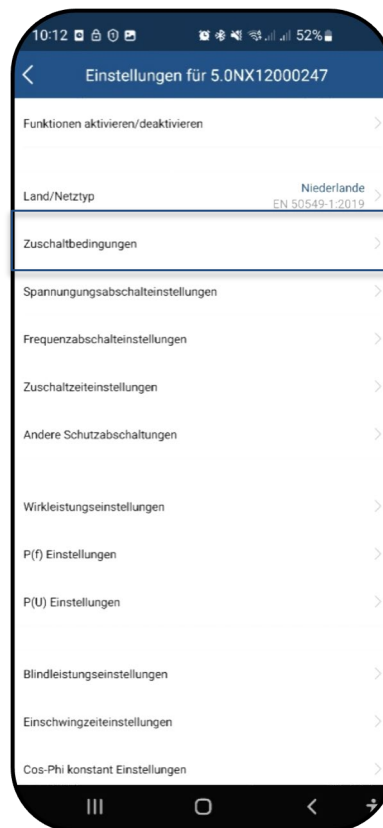 10:12 52%
Einstellungen für 5.0NX12000247
Funktionen aktivieren/deaktivieren
Land/Netztyp Niederlande
EN 50549-1:2019
Zuschaltbedingungen
Spannungungsabschalteinstellungen
Frequenzabschalteinstellungen
Zuschaltzeiteinstellungen
Andere Schutzabschaltungen
Wirkleistungseinstellungen
P(f) Einstellungen
P(U) Einstellungen
Blindleistungseinstellungen
Einschwingzeiteinstellungen
Cos-Phi konstant Einstellungen